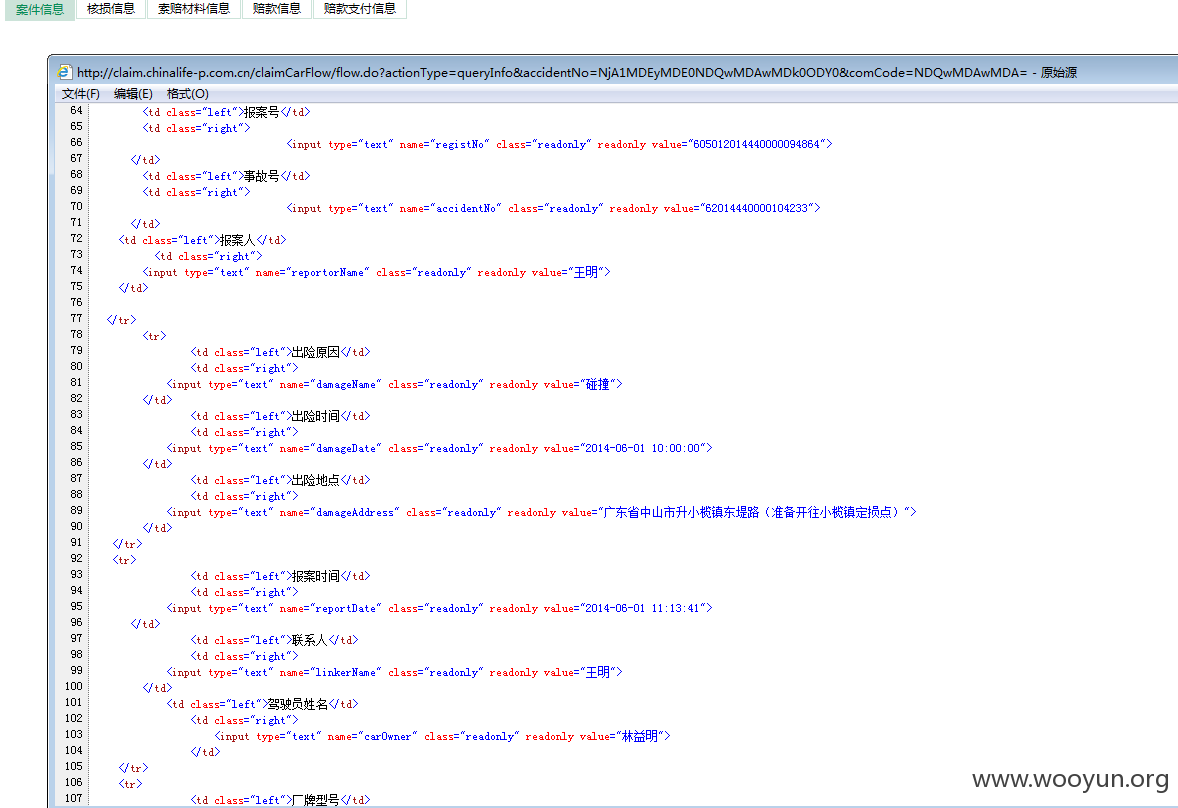 案件信息 核损信息 索赔材料信息 赔款信息 赔款支付信息
http://claim.chinalife-p.com.cn/claimCarFlow/flow.do?actionType=queryInfo&accidentNo=NjA1MDEyMDE0NDQwMDAwMDk0ODY0&comCode=NDQwMDAwMDA= - 原始源
文件(F) 编辑(E) 格式(O)
64 <td class="left">报案号</td>
65 <td class="right">
66 <input type="text" name="registNo" class="readonly" readonly value="605012014440000094864">
67 </td>
68 <td class="left">事故号</td>
69 <td class="right">
70 <input type="text" name="accidentNo" class="readonly" readonly value="62014440000104233">
71 </td>
72 <td class="left">报案人</td>
73 <td class="right">
74 <input type="text" name="reportorName" class="readonly" readonly value="王明">
75 </td>
76
77 </tr>
78 <tr>
79 <td class="left">出险原因</td>
80 <td class="right">
81 <input type="text" name="damageName" class="readonly" readonly value="碰撞">
82 </td>
83 <td class="left">出险时间</td>
84 <td class="right">
85 <input type="text" name="damageDate" class="readonly" readonly value="2014-06-01 10:00:00">
86 </td>
87 <td class="left">出险地点</td>
88 <td class="right">
89 <input type="text" name="damageAddress" class="readonly" readonly value="广东省中山市升小榄镇东堤路（准备开往小榄镇定损点）">
90 </td>
91 </tr>
92 <tr>
93 <td class="left">报案时间</td>
94 <td class="right">
95 <input type="text" name="reportDate" class="readonly" readonly value="2014-06-01 11:13:41">
96 </td>
97 <td class="left">联系人</td>
98 <td class="right">
99 <input type="text" name="linkerName" class="readonly" readonly value="王明">
100 </td>
101 <td class="left">驾驶员姓名</td>
102 <td class="right">
103 <input type="text" name="carOwner" class="readonly" readonly value="林益明">
104 </td>
105 </tr>
106 <tr>
107 <td class="left">厂牌型号</td>
www.wooyun.org